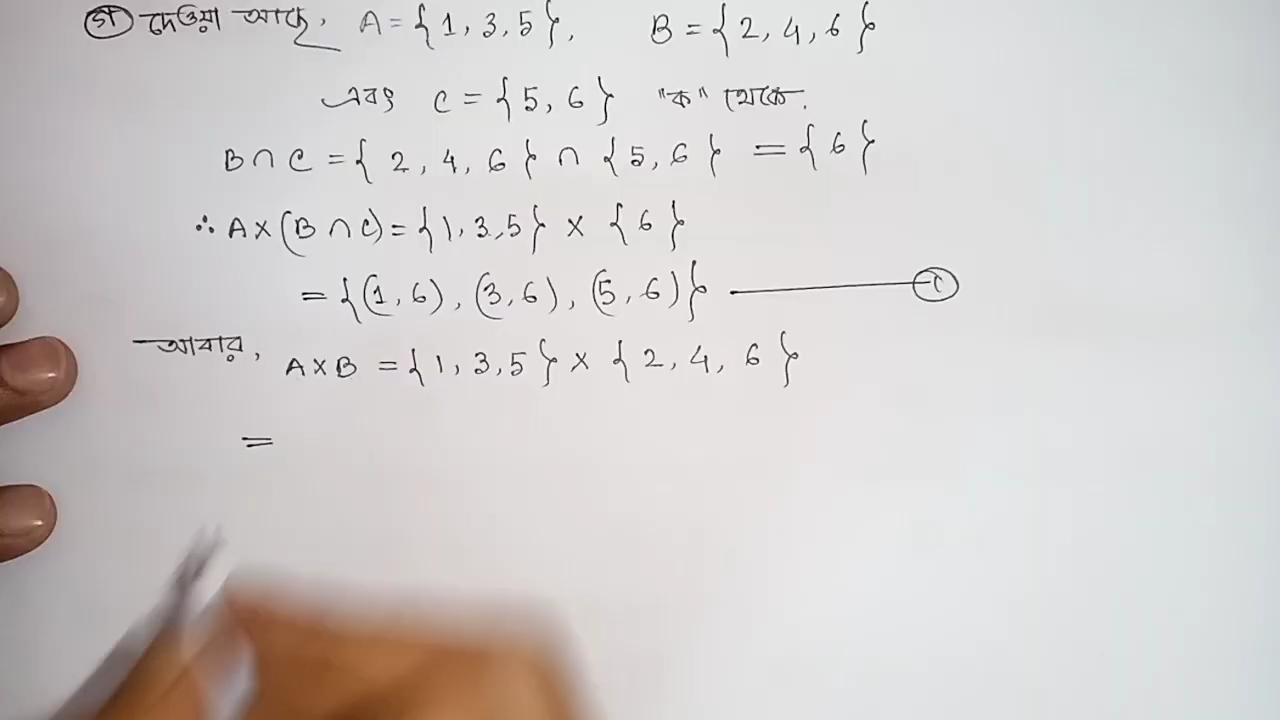 গ দেওয়া আছে, A = {1, 3, 5}, B = {2, 4, 6}
এবং C = {5, 6} "ক" থেকে,
B ∩ C = {2, 4, 6} ∩ {5, 6} = {6}
∴ A × (B ∩ C) = {1, 3, 5} × {6}
= {(1, 6), (3, 6), (5, 6)}
আবার, A × B = {1, 3, 5} × {2, 4, 6}
=